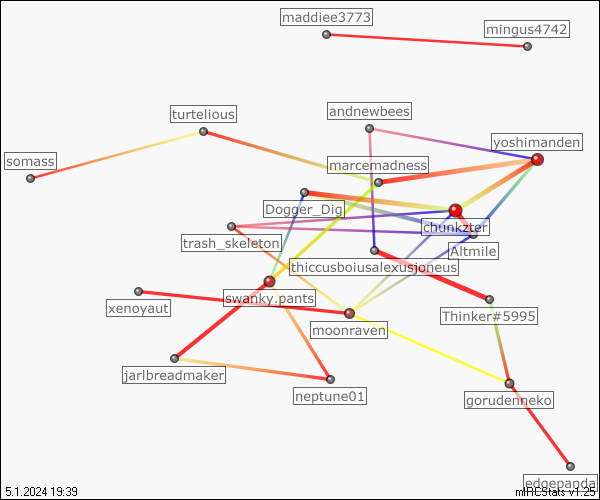 maddiee3773
mingus4742
turtelious
andnewbees
yoshimanden
somass
marcemadness
Dogger_Dig
chunkzter
trash_skeleton
Altmile
thiccusboiusalexusjoneus
swanky.pants
xenoyaut
moonraven
Thinker#5995
jarlbreadmaker
neptune01
gorudenneko
edgepanda
5.1.2024 19:39
mIRCStats v1.25